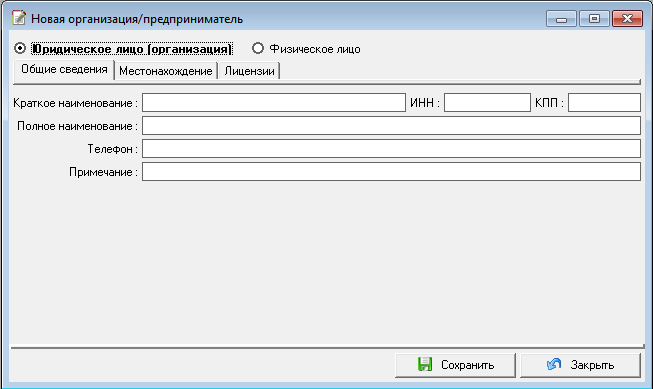 Новая организация/предприниматель
Юридическое лицо (организация) Физическое лицо
Общие сведения Местонахождение Лицензии
Краткое наименование : ИНН : КПП :
Полное наименование :
Телефон :
Примечание :
Сохранить Закрыть